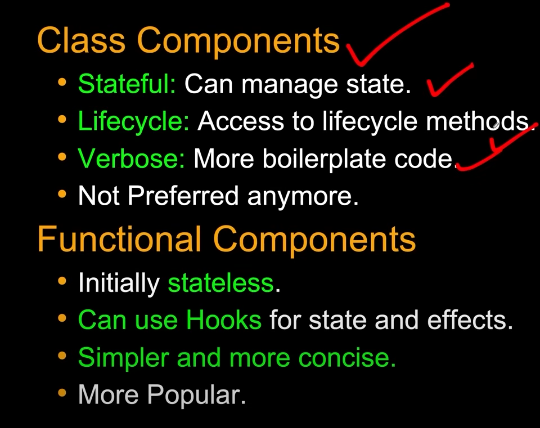 Class Components
• Stateful: Can manage state.
• Lifecycle: Access to lifecycle methods.
• Verbose: More boilerplate code.
• Not Preferred anymore.
Functional Components
• Initially stateless.
• Can use Hooks for state and effects.
• Simpler and more concise.
• More Popular.